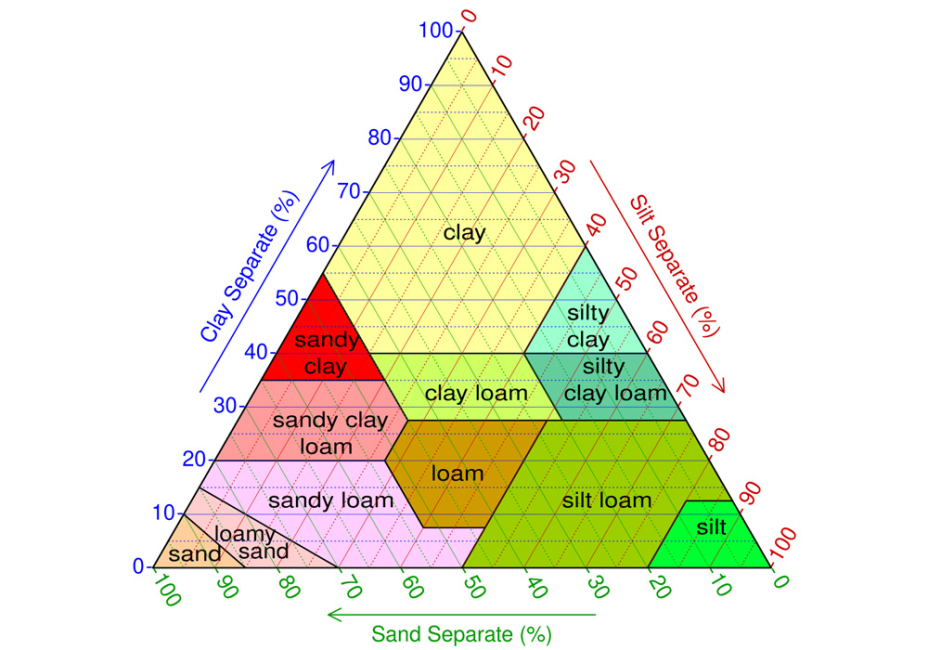 100
0
90
10
80
20
70
30
clay
60
40
50
50
silty
clay
40
60
sandy
clay
silty
clay loam
clay loam
30
70
sandy clay
loam
20
80
loam
sandy loam
silt loam
10
90
silt
loamy
sand
sand
0
100
100
90
80
70
60
50
40
30
20
10
0
Clay Separate (%)
Silt Separate (%)
Sand Separate (%)